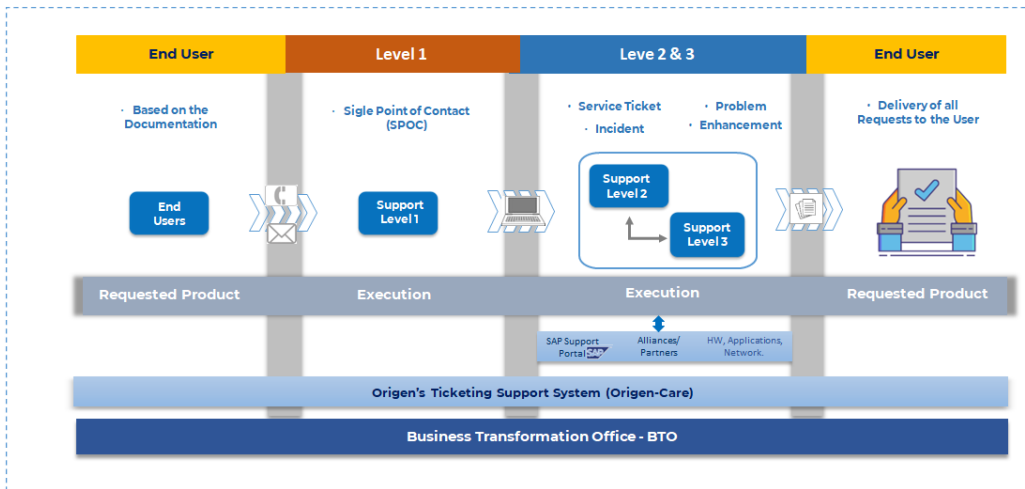 End User
Level 1
Leve 2 & 3
End User
· Based on the
Documentation
· Sigle Point of Contact
(SPOC)
· Service Ticket
· Incident
· Problem
· Enhancement
· Delivery of all
Requests to the User
End
Users
Support
Level 1
Support
Level 2
Support
Level 3
Requested Product
Execution
Execution
Requested Product
SAP Support
Portal SAP
Alliances/
Partners
HW, Applications,
Network.
Origen's Ticketing Support System (Origen-Care)
Business Transformation Office - BTO